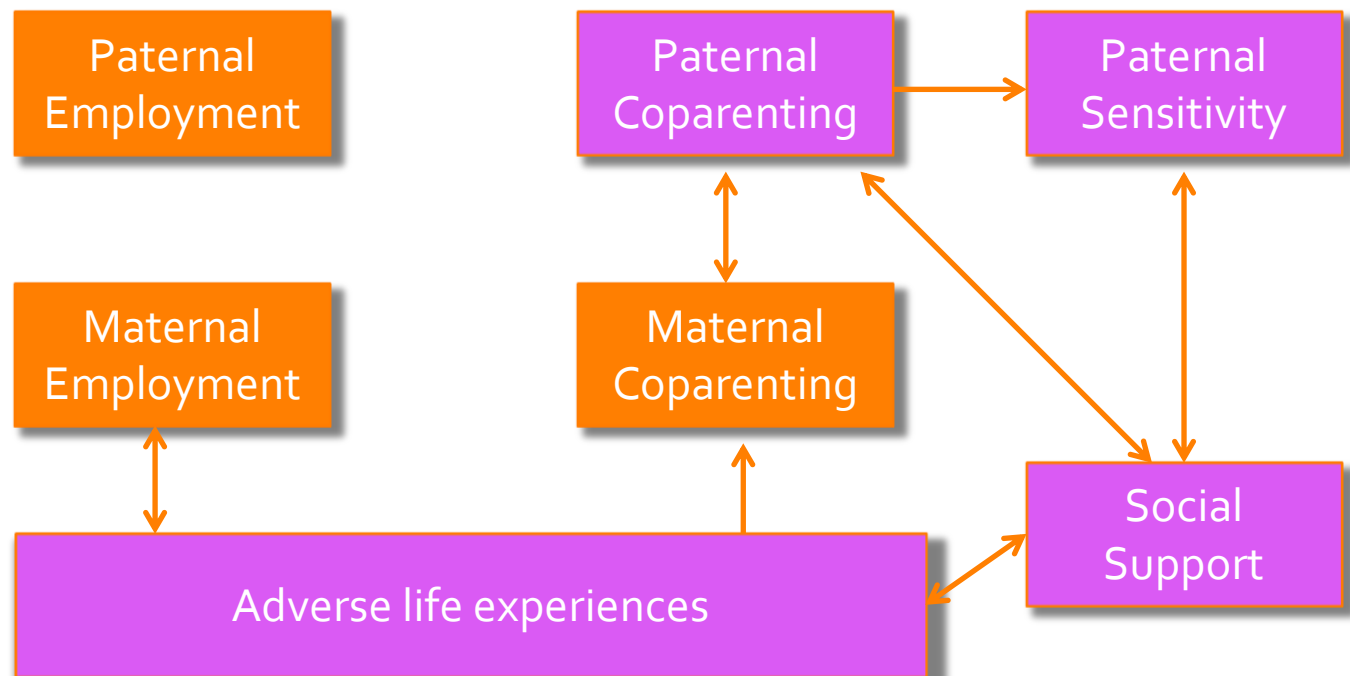 Paternal
Employment
Paternal
Coparenting
Paternal
Sensitivity
Maternal
Employment
Maternal
Coparenting
Social
Support
Adverse life experiences